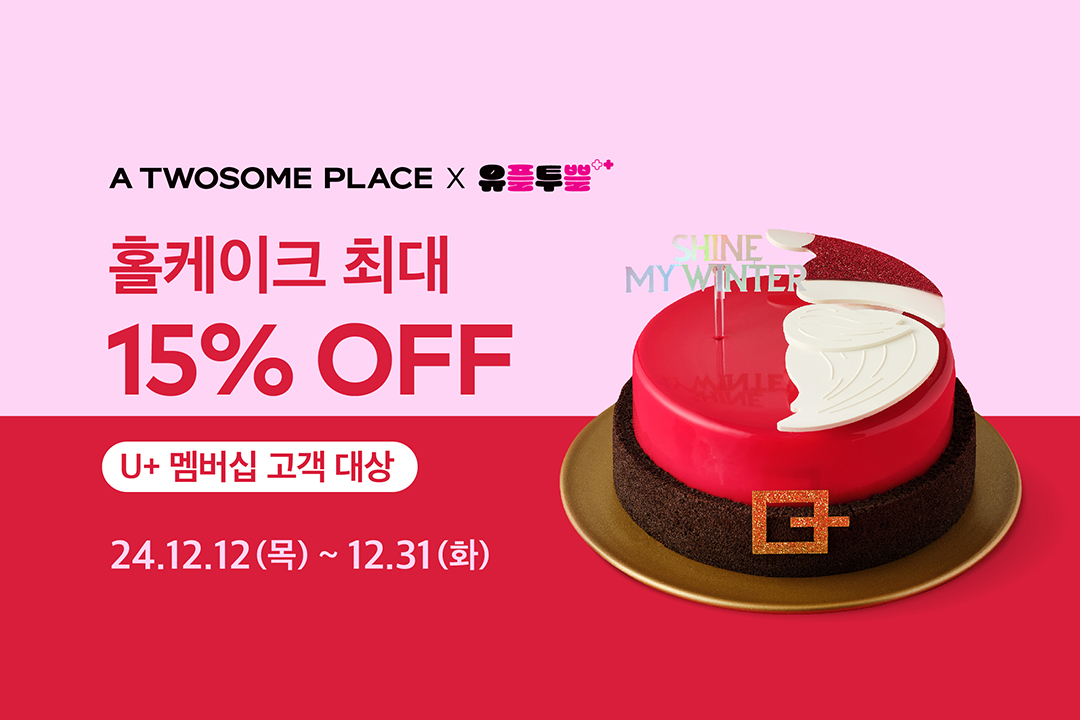 A TWOSOME PLACE X 유플투쁠
홀케이크 최대
15% OFF
U+ 멤버십 고객 대상
24.12.12(목) ~ 12.31(화)
SHINE
MY WINTER